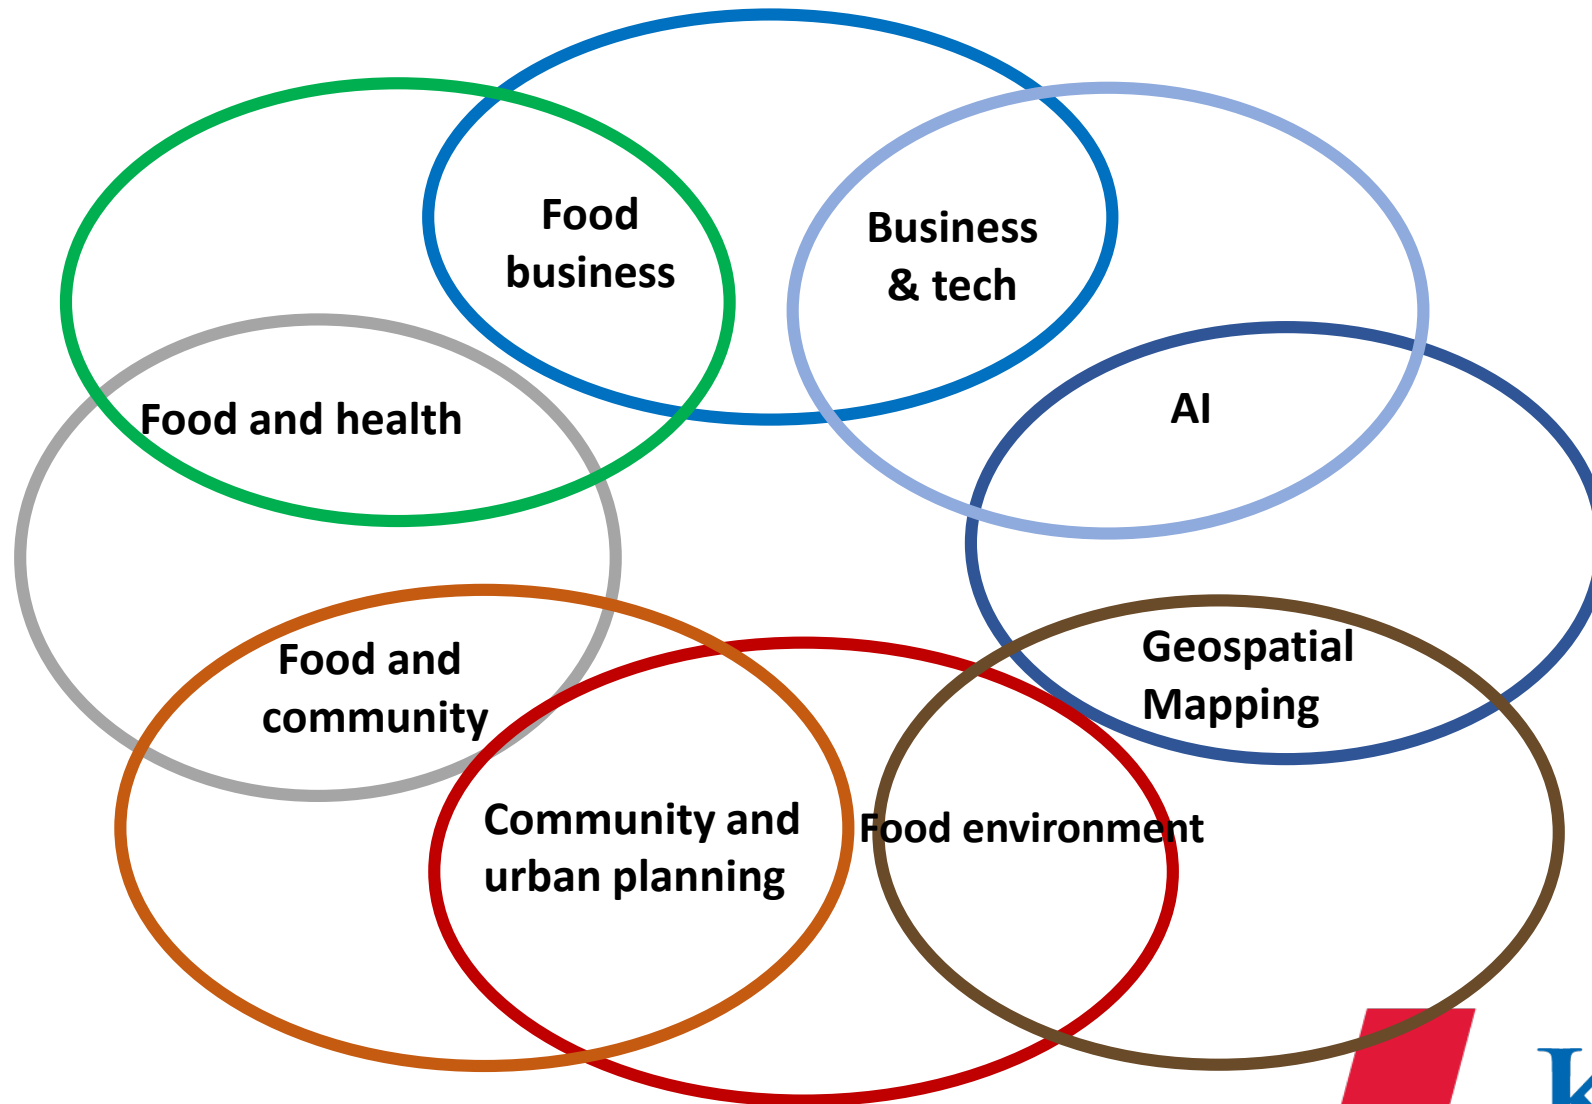 Food
business
Business
& tech
Food and health
AI
Food and
community
Geospatial
Mapping
Community and
urban planning
Food environment